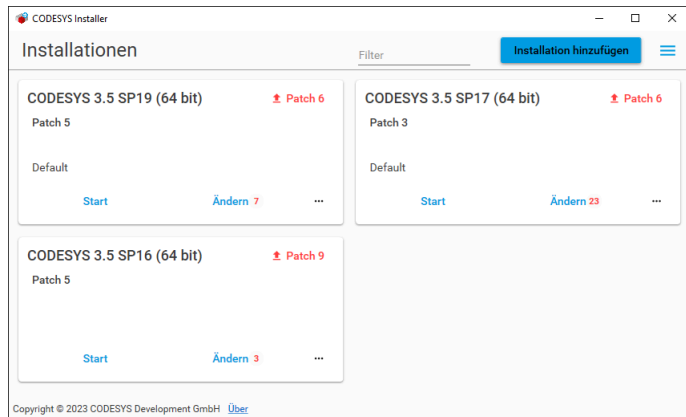 CODESYS Installer
Installationen
Filter
Installation hinzufügen
CODESYS 3.5 SP19 (64 bit)
Patch 6
Patch 5
Default
Start
Ändern 7
...
CODESYS 3.5 SP17 (64 bit)
Patch 6
Patch 3
Default
Start
Ändern 23
...
CODESYS 3.5 SP16 (64 bit)
Patch 9
Patch 5
Start
Ändern 3
...
Copyright © 2023 CODESYS Development GmbH Über